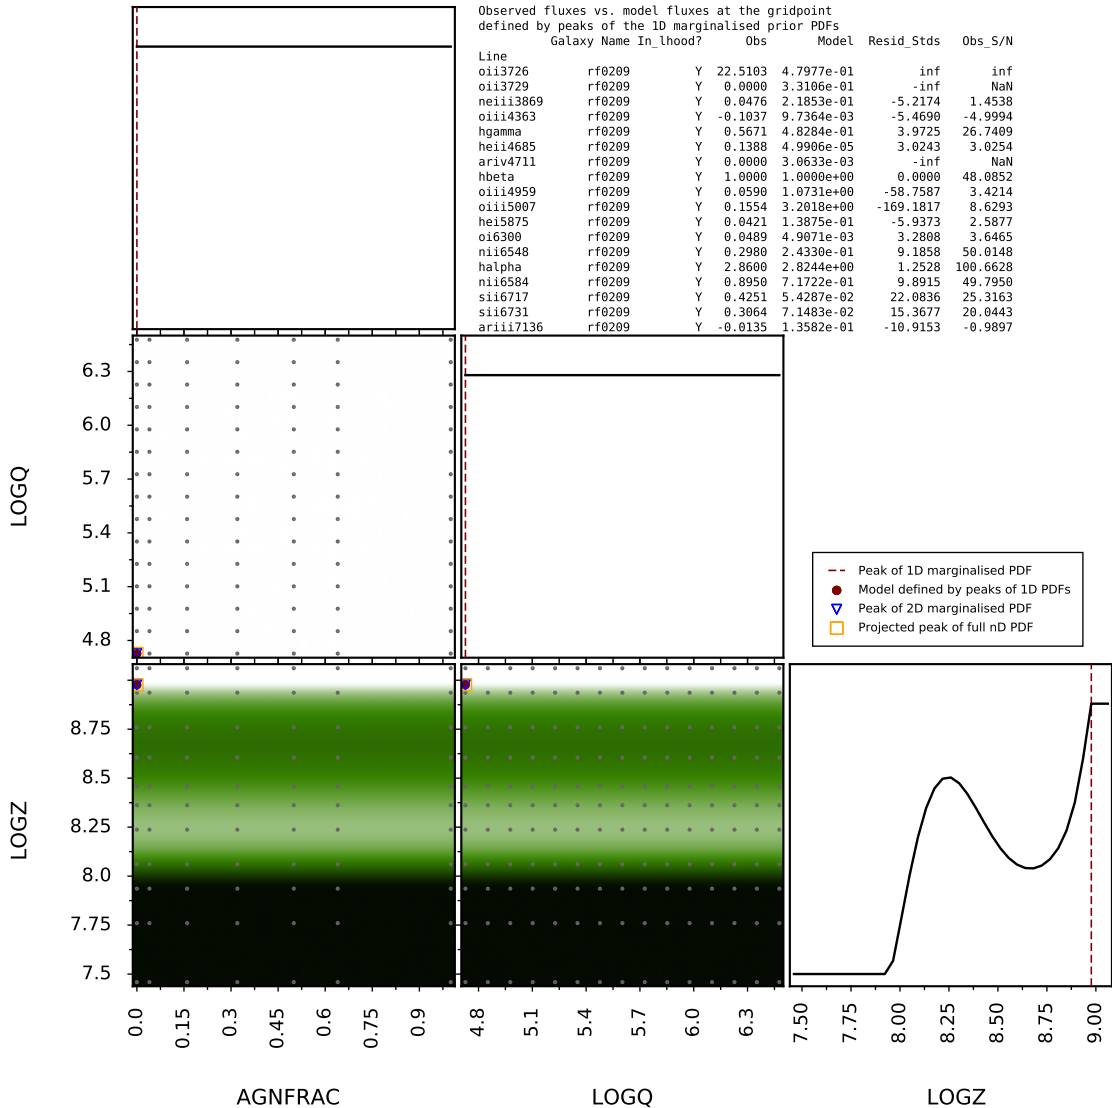 Observed fluxes vs. model fluxes at the gridpoint
defined by peaks of the 1D marginalised prior PDFs
Galaxy Name In_lhood? Obs Model Resid_Stds Obs_S/N
Line
oii3726 rf0209 Y 22.5103 4.7977e-01 inf inf
oii3729 rf0209 Y 0.0000 3.3106e-01 -inf NaN
neiii3869 rf0209 Y 0.0476 2.1853e-01 -5.2174 1.4538
oiii4363 rf0209 Y -0.1037 9.7364e-03 -5.4690 -4.9994
hgamma rf0209 Y 0.5671 4.8284e-01 3.9725 26.7409
heii4685 rf0209 Y 0.1388 4.9906e-05 3.0243 3.0254
ariv4711 rf0209 Y 0.0000 3.0633e-03 -inf NaN
hbeta rf0209 Y 1.0000 1.0000e+00 0.0000 48.0852
oiii4959 rf0209 Y 0.0590 1.0731e+00 -58.7587 3.4214
oiii5007 rf0209 Y 0.1554 3.2018e+00 -169.1817 8.6293
hei5875 rf0209 Y 0.0421 1.3875e-01 -5.9373 2.5877
oi6300 rf0209 Y 0.0489 4.9071e-03 3.2808 3.6465
nii6548 rf0209 Y 0.2980 2.4330e-01 9.1858 50.0148
halpha rf0209 Y 2.8600 2.8244e+00 1.2528 100.6628
nii6584 rf0209 Y 0.8950 7.1722e-01 9.8915 49.7950
sii6717 rf0209 Y 0.4251 5.4287e-02 22.0836 25.3163
sii6731 rf0209 Y 0.3064 7.1483e-02 15.3677 20.0443
ariii7136 rf0209 Y -0.0135 1.3582e-01 -10.9153 -0.9897
LOGQ
6.3
6.0
5.7
5.4
5.1
4.8
Peak of 1D marginalised PDF
Model defined by peaks of 1D PDFs
Peak of 2D marginalised PDF
Projected peak of full nD PDF
LOGZ
8.75
8.5
8.25
8.0
7.75
7.5
0.0 0.15 0.3 0.45 0.6 0.75 0.9
4.8 5.1 5.4 5.7 6.0 6.3
7.50 7.75 8.00 8.25 8.50 8.75 9.00
AGNFRAC LOGQ LOGZ